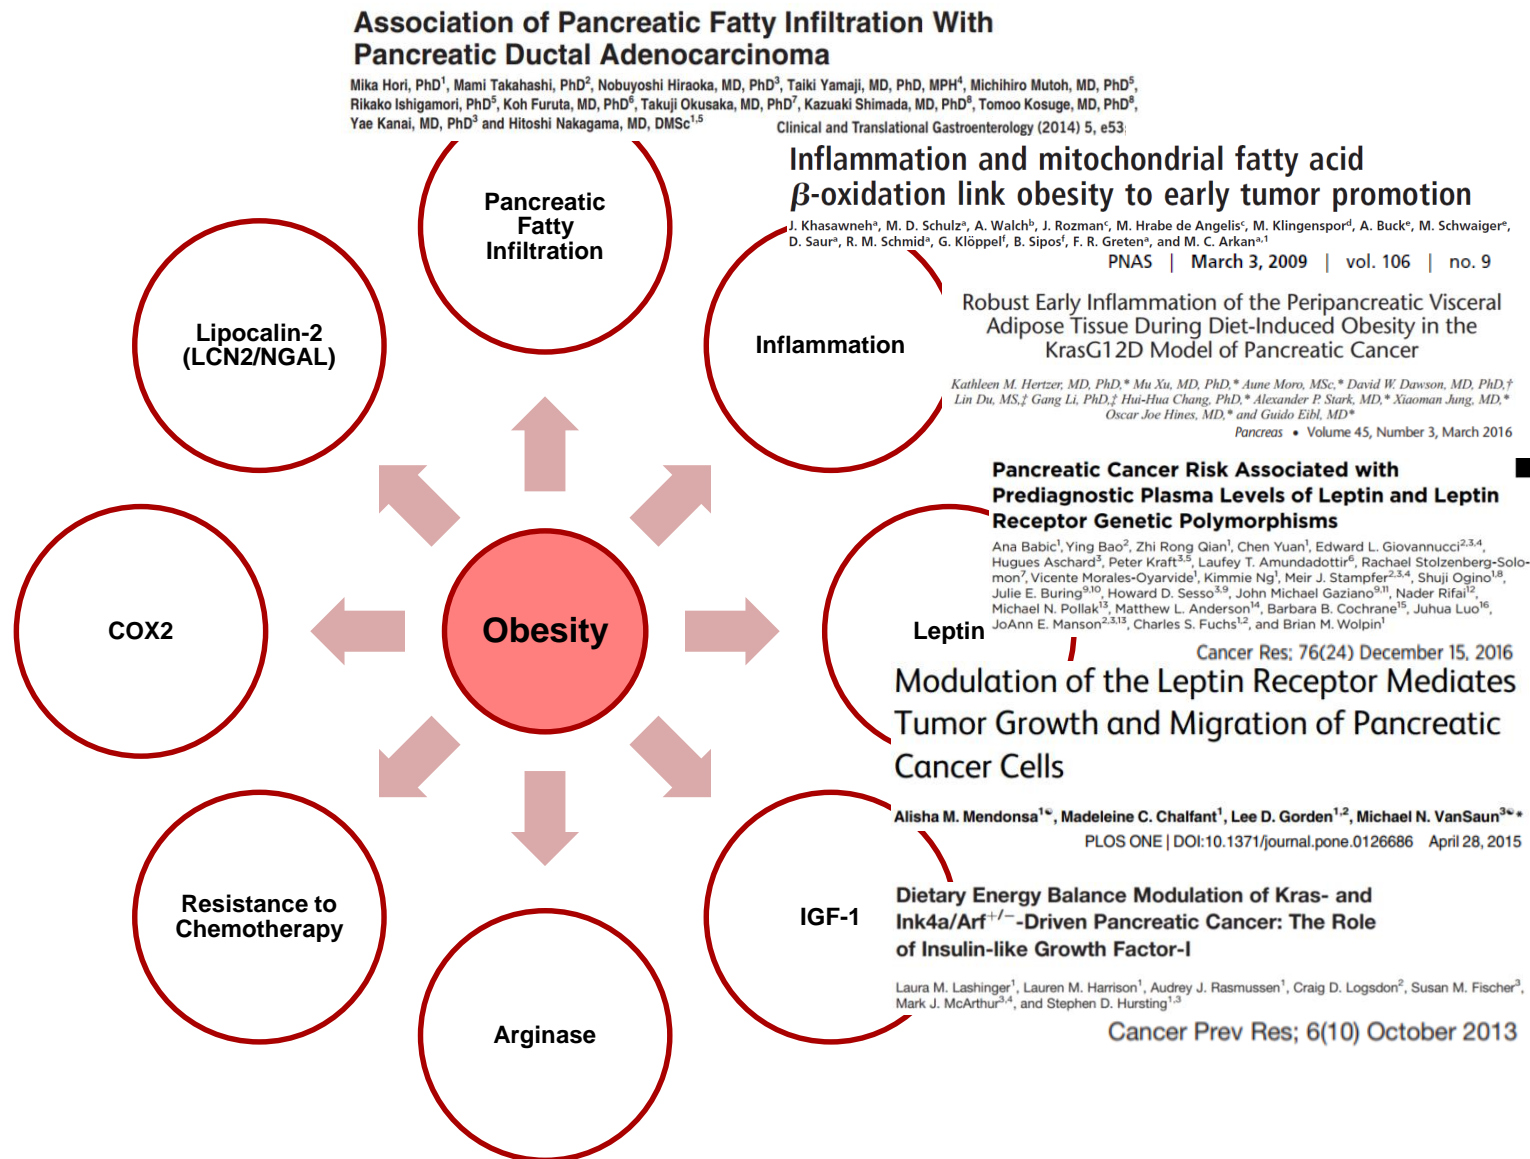 Association of Pancreatic Fatty Infiltration With
Pancreatic Ductal Adenocarcinoma
Mika Hori, PhD1, Mami Takahashi, PhD2, Nobuyoshi Hiraoka, MD, PhD3, Taiki Yamaji, MD, PhD, MPH4, Michihiro Mutoh, MD, PhD5,
Rikako Ishigamori, PhD5, Koh Furuta, MD, PhD6, Takuji Okusaka, MD, PhD7, Kazuaki Shimada, MD, PhD8, Tomoo Kosuge, MD, PhD8,
Yae Kanai, MD, PhD3 and Hitoshi Nakagama, MD, DMSc1,5
Clinical and Translational Gastroenterology (2014) 5, e53;
Inflammation and mitochondrial fatty acid
β-oxidation link obesity to early tumor promotion
J. Khasawneha, M. D. Schulza, A. Walchb, J. Rozmanc, M. Hrabe de Angelisc, M. Klingenspord, A. Bucke, M. Schwaigere,
D. Saura, R. M. Schmida, G. Klöppelf, B. Siposf, F. R. Gretena, and M. C. Arkana,1
PNAS | March 3, 2009 | vol. 106 | no. 9
Robust Early Inflammation of the Peripancreatic Visceral
Adipose Tissue During Diet-Induced Obesity in the
KrasG12D Model of Pancreatic Cancer
Kathleen M. Hertzer, MD, PhD,* Mu Xu, MD, PhD,* Aune Moro, MSc,* David W. Dawson, MD, PhD,†
Lin Du, MS,‡ Gang Li, PhD,‡ Hui-Hua Chang, PhD,* Alexander P. Stark, MD,* Xiaoman Jung, MD,*
Oscar Joe Hines, MD,* and Guido Eibl, MD*
Pancreas • Volume 45, Number 3, March 2016
Pancreatic Cancer Risk Associated with
Prediagnostic Plasma Levels of Leptin and Leptin
Receptor Genetic Polymorphisms
Ana Babic1, Ying Bao2, Zhi Rong Qian1, Chen Yuan1, Edward L. Giovannucci2,3,4,
Hugues Aschard3, Peter Kraft3,5, Laufey T. Amundadottir6, Rachael Stolzenberg-Solo-
mon7, Vicente Morales-Oyarvide1, Kimmie Ng1, Meir J. Stampfer2,3,4, Shuji Ogino1,8,
Julie E. Buring9,10, Howard D. Sesso3,9, John Michael Gaziano9,11, Nader Rifai12,
Michael N. Pollak13, Matthew L. Anderson14, Barbara B. Cochrane15, Juhua Luo16,
JoAnn E. Manson2,3,13, Charles S. Fuchs1,2, and Brian M. Wolpin1
Cancer Res; 76(24) December 15, 2016
Modulation of the Leptin Receptor Mediates
Tumor Growth and Migration of Pancreatic
Cancer Cells
Alisha M. Mendonsa1☯, Madeleine C. Chalfant1, Lee D. Gorden1,2, Michael N. VanSaun3☯*
PLOS ONE | DOI:10.1371/journal.pone.0126686 April 28, 2015
Dietary Energy Balance Modulation of Kras- and
Ink4a/Arf+/−-Driven Pancreatic Cancer: The Role
of Insulin-like Growth Factor-I
Laura M. Lashinger1, Lauren M. Harrison1, Audrey J. Rasmussen1, Craig D. Logsdon2, Susan M. Fischer3,
Mark J. McArthur3,4, and Stephen D. Hursting1,3
Cancer Prev Res; 6(10) October 2013
Pancreatic
Fatty
Infiltration
Inflammation
Leptin
IGF-1
Arginase
Resistance to
Chemotherapy
COX2
Lipocalin-2
(LCN2/NGAL)
Obesity